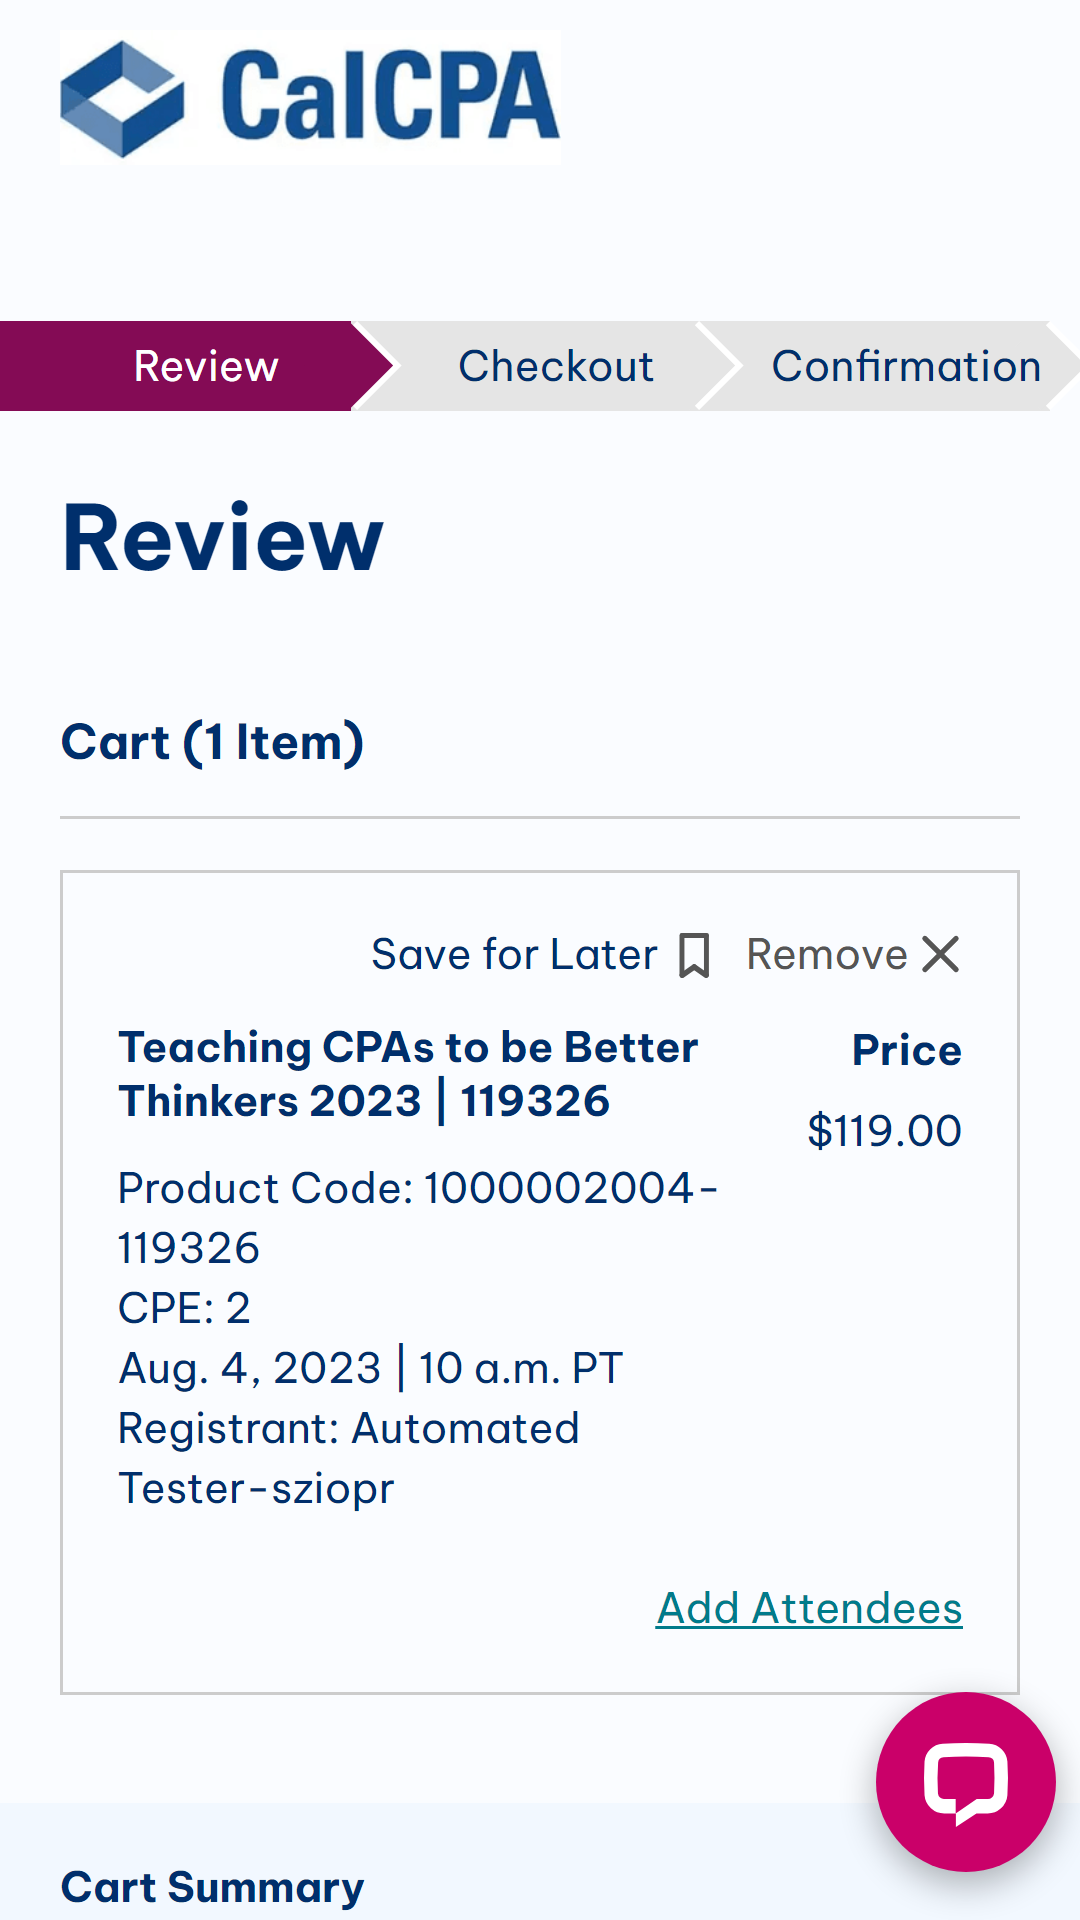 CalCPA
Review
Checkout
Confirmation
Review
Cart (1 Item)
Save for Later
Remove
Teaching CPAs to be Better
Thinkers 2023 | 119326
Price
$119.00
Product Code: 1000002004-
119326
CPE: 2
Aug. 4, 2023 | 10 a.m. PT
Registrant: Automated
Tester-sziopr
Add Attendees
Cart Summary